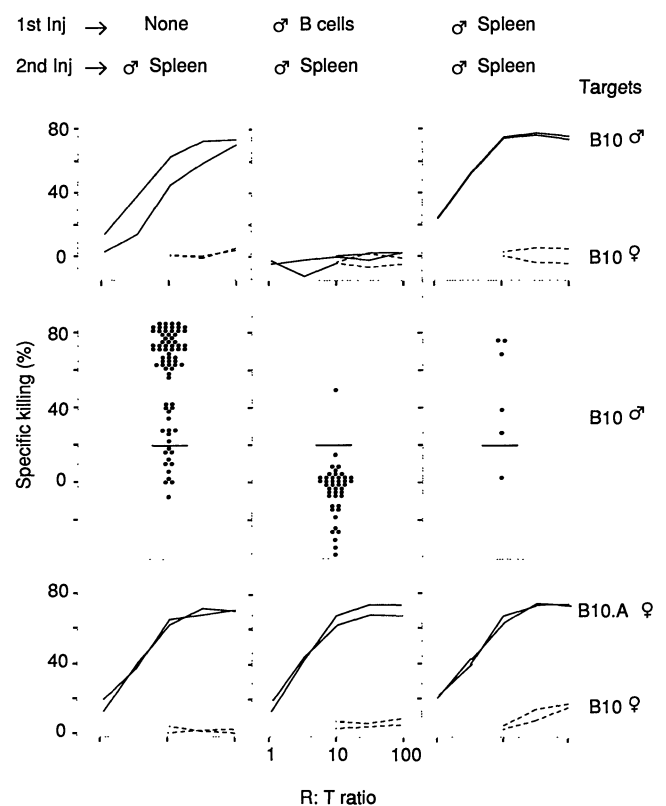 1st Inj → None ♂ B cells ♂ Spleen
2nd Inj → ♂ Spleen ♂ Spleen ♂ Spleen
Targets
80
B10 ♂
40
0
B10 ♀
80
40
B10 ♂
0
Specific killing (%)
80
B10.A ♀
40
B10 ♀
0
1 10 100
R: T ratio